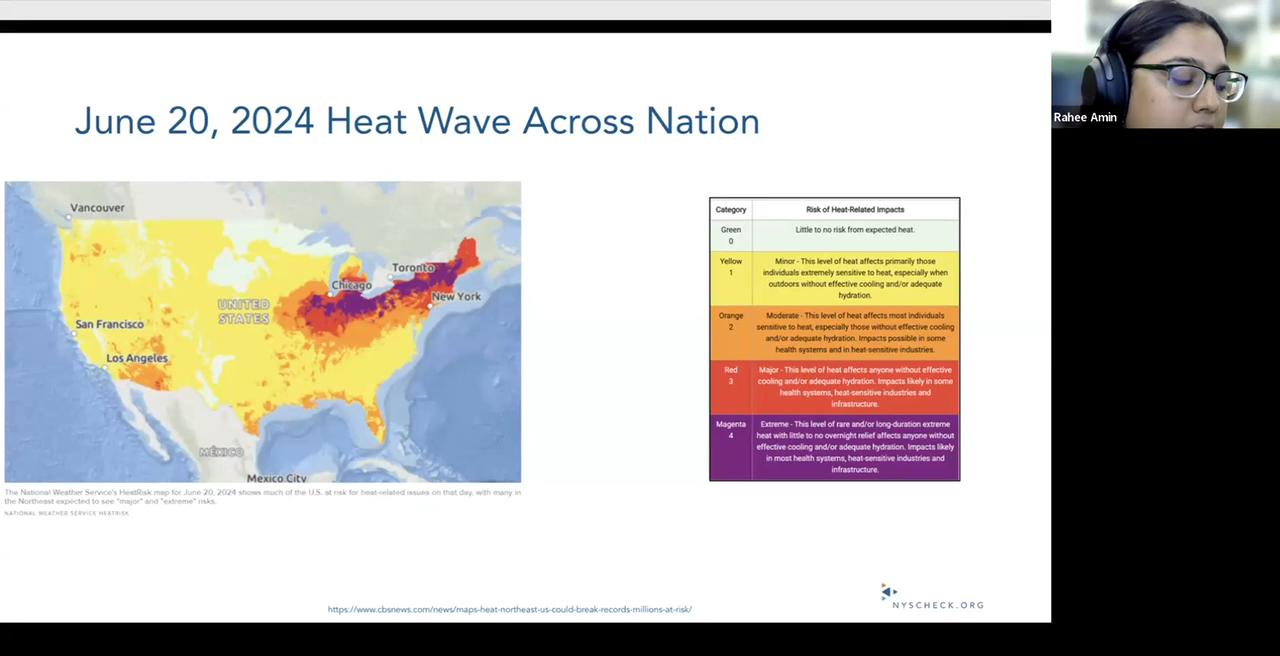 June 20, 2024 Heat Wave Across Nation
Rahee Amin
Vancouver
Toronto
Chicago
New York
UNITED
STATES
San Francisco
Los Angeles
MÉXICO
Mexico City
Category Risk of Heat-Related Impacts
Green Little to no risk from expected heat.
0
Yellow Minor - This level of heat affects primarily those
1 individuals extremely sensitive to heat, especially when
outdoors without effective cooling and/or adequate
hydration.
Orange Moderate - This level of heat affects most individuals
2 sensitive to heat, especially those without effective cooling
and/or adequate hydration. Impacts possible in some
health systems and in heat-sensitive industries.
Red Major - This level of heat affects anyone without effective
3 cooling and/or adequate hydration. Impacts likely in some
health systems, heat-sensitive industries and
infrastructure.
Magenta Extreme - This level of rare and/or long-duration extreme
4 heat with little to no overnight relief affects anyone without
effective cooling and/or adequate hydration. Impacts likely
in most health systems, heat-sensitive industries and
infrastructure.
The National Weather Service's HeatRisk map for June 20, 2024 shows much of the U.S. at risk for heat-related issues on that day, with many in
the Northeast expected to see "major" and "extreme" risks.
NATIONAL WEATHER SERVICE HEATRISK
https://www.cbsnews.com/news/maps-heat-northeast-us-could-break-records-millions-at-risk/
NYSCHECK.ORG